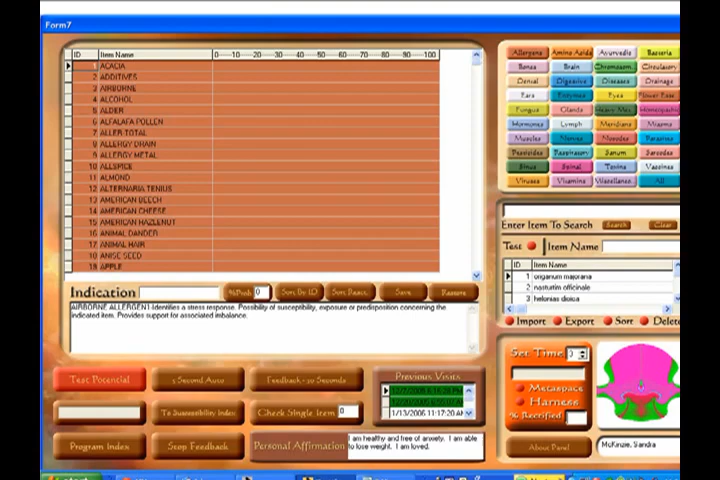 Form7
ID Item Name 0---10---20---30---40---50---60---70---80---90---100
1 ACACIA
2 ADDITIVES
3 AIRBORNE
4 ALCOHOL
5 ALDER
6 ALFALAFA POLLEN
7 ALLER-TOTAL
8 ALLERGY DRAIN
9 ALLERGY METAL
10 ALLSPICE
11 ALMOND
12 ALTERNARIA TENIUS
13 AMERICAN BEECH
14 AMERICAN CHEESE
15 AMERICAN HAZLENUT
16 ANIMAL DANDER
17 ANIMAL HAIR
18 ANISE SEED
19 APPLE
Allergens Amino Acids Ayurvedic Bacteria
Bones Brain Chromosom. Circulatory
Dental Digestive Diseases Drainage
Ears Enzymes Eyes Flower Ess
Fungus Glands Heavy Met. Homeopathic
Hormones Lymph Meridians Miasms
Muscles Nerves Nosodes Parasites
Pesticides Respiratory Sanum Sarcodes
Sinus Spinal Toxins Vaccines
Viruses Vitamins Miscellaneo. All
Enter Item To Search Search Clear
Test Item Name
ID Item Name
1 origanum majorana
2 nasturtim officinale
3 helonias dioica
Import Export Sort Delete
Indication %Prob 0 Sort By ID Sort React. Save Restore
AIRBORNE ALLERGEN1-Identifies a stress response. Possibility of susceptibility, exposure or predisposition concerning the
indicated item. Provides support for associated imbalance.
Test Potential 1 Second Auto Feedback - 10 Seconds
To Susceptibility Index Check Single Item 0
Program Index Stop Feedback Personal Affirmation
I am healthy and free of anxiety. I am able
to lose weight. I am loved.
Previous Visits
1/13/2006 11:17:20 AM
Set Time 0
Metaspace
Harness
% Rectified
About Panel
McKinzie, Sandra